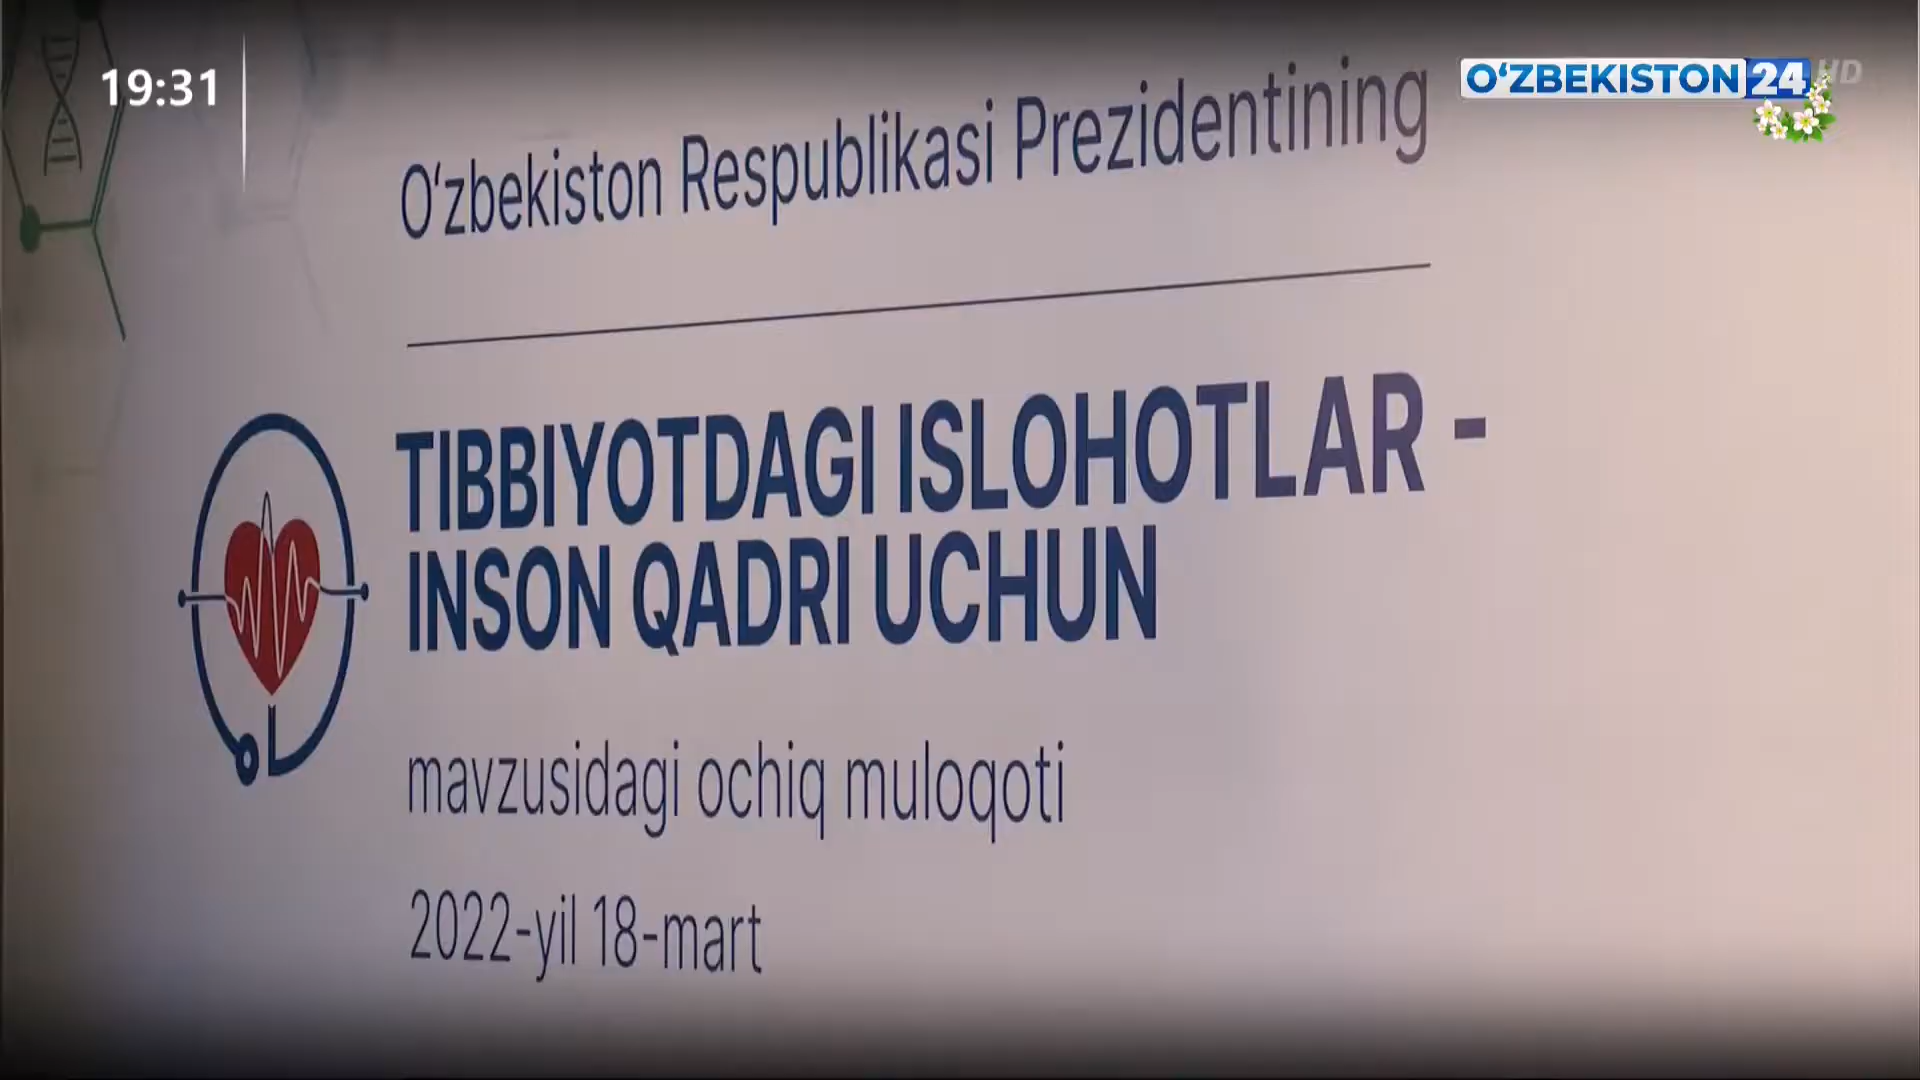 19:31
O‘ZBEKISTON 24 HD
O‘zbekiston Respublikasi Prezidentining
TIBBIYOTDAGI ISLOHOTLAR -
INSON QADRI UCHUN
mavzusidagi ochiq muloqoti
2022-yil 18-mart